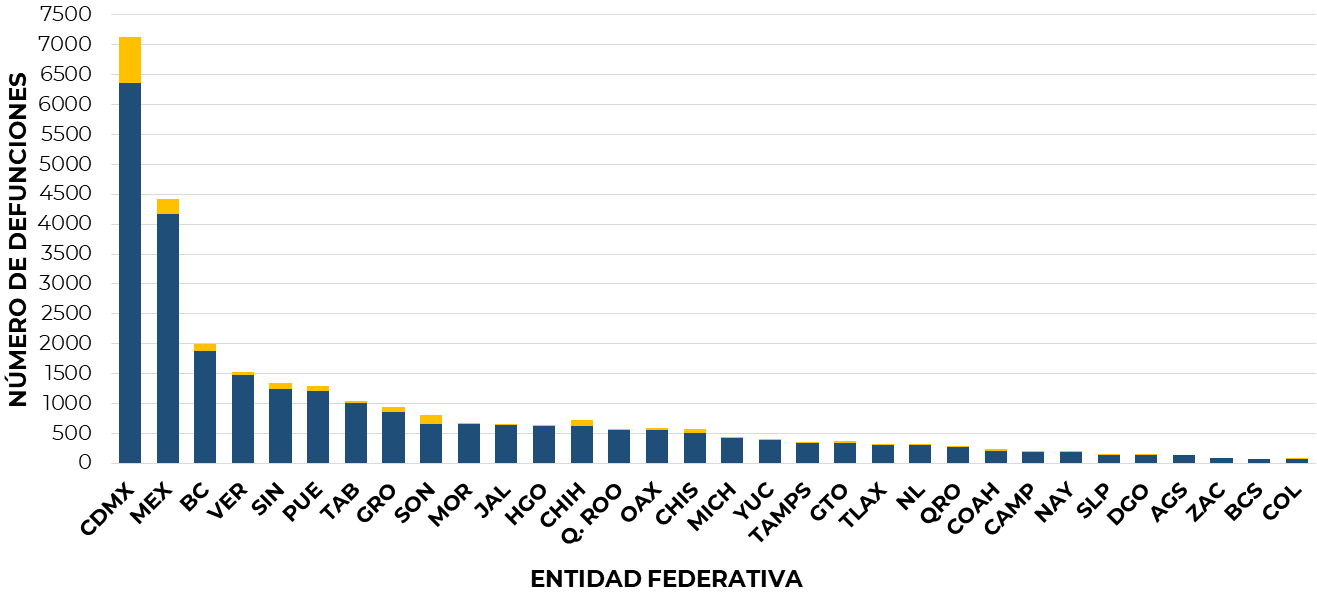 NÚMERO DE DEFUNCIONES
7500
7000
6500
6000
5500
5000
4500
4000
3500
3000
2500
2000
1500
1000
500
0
CDMX
MEX
BC
VER
SIN
PUE
TAB
GRO
SON
MOR
JAL
HGO
CHIH
Q. ROO
OAX
CHIS
MICH
YUC
TAMPS
GTO
TLAX
NL
QRO
COAH
CAMP
NAY
SLP
DGO
AGS
ZAC
BCS
COL
ENTIDAD FEDERATIVA